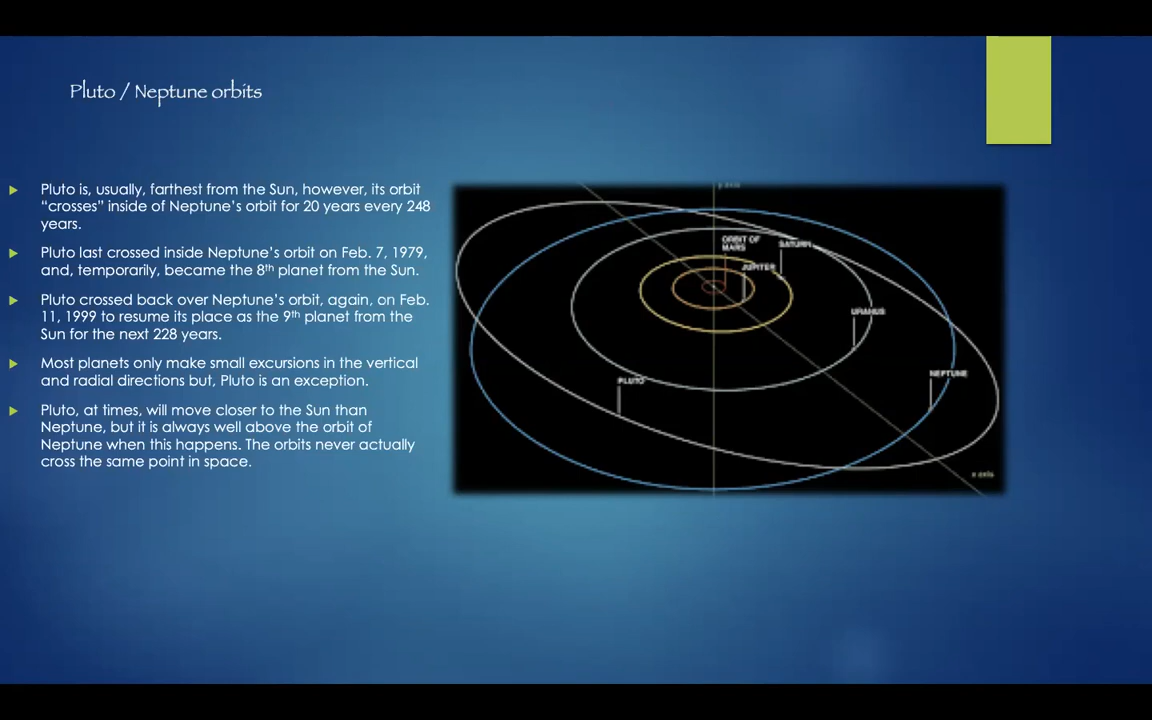 Pluto / Neptune orbits
Pluto is, usually, farthest from the Sun, however, its orbit
“crosses” inside of Neptune’s orbit for 20 years every 248
years.
Pluto last crossed inside Neptune’s orbit on Feb. 7, 1979,
and, temporarily, became the 8th planet from the Sun.
Pluto crossed back over Neptune’s orbit, again, on Feb.
11, 1999 to resume its place as the 9th planet from the
Sun for the next 228 years.
Most planets only make small excursions in the vertical
and radial directions but, Pluto is an exception.
Pluto, at times, will move closer to the Sun than
Neptune, but it is always well above the orbit of
Neptune when this happens. The orbits never actually
cross the same point in space.
y axis
ORBIT OF
MARS
SATURN
JUPITER
URANUS
NEPTUNE
PLUTO
x axis